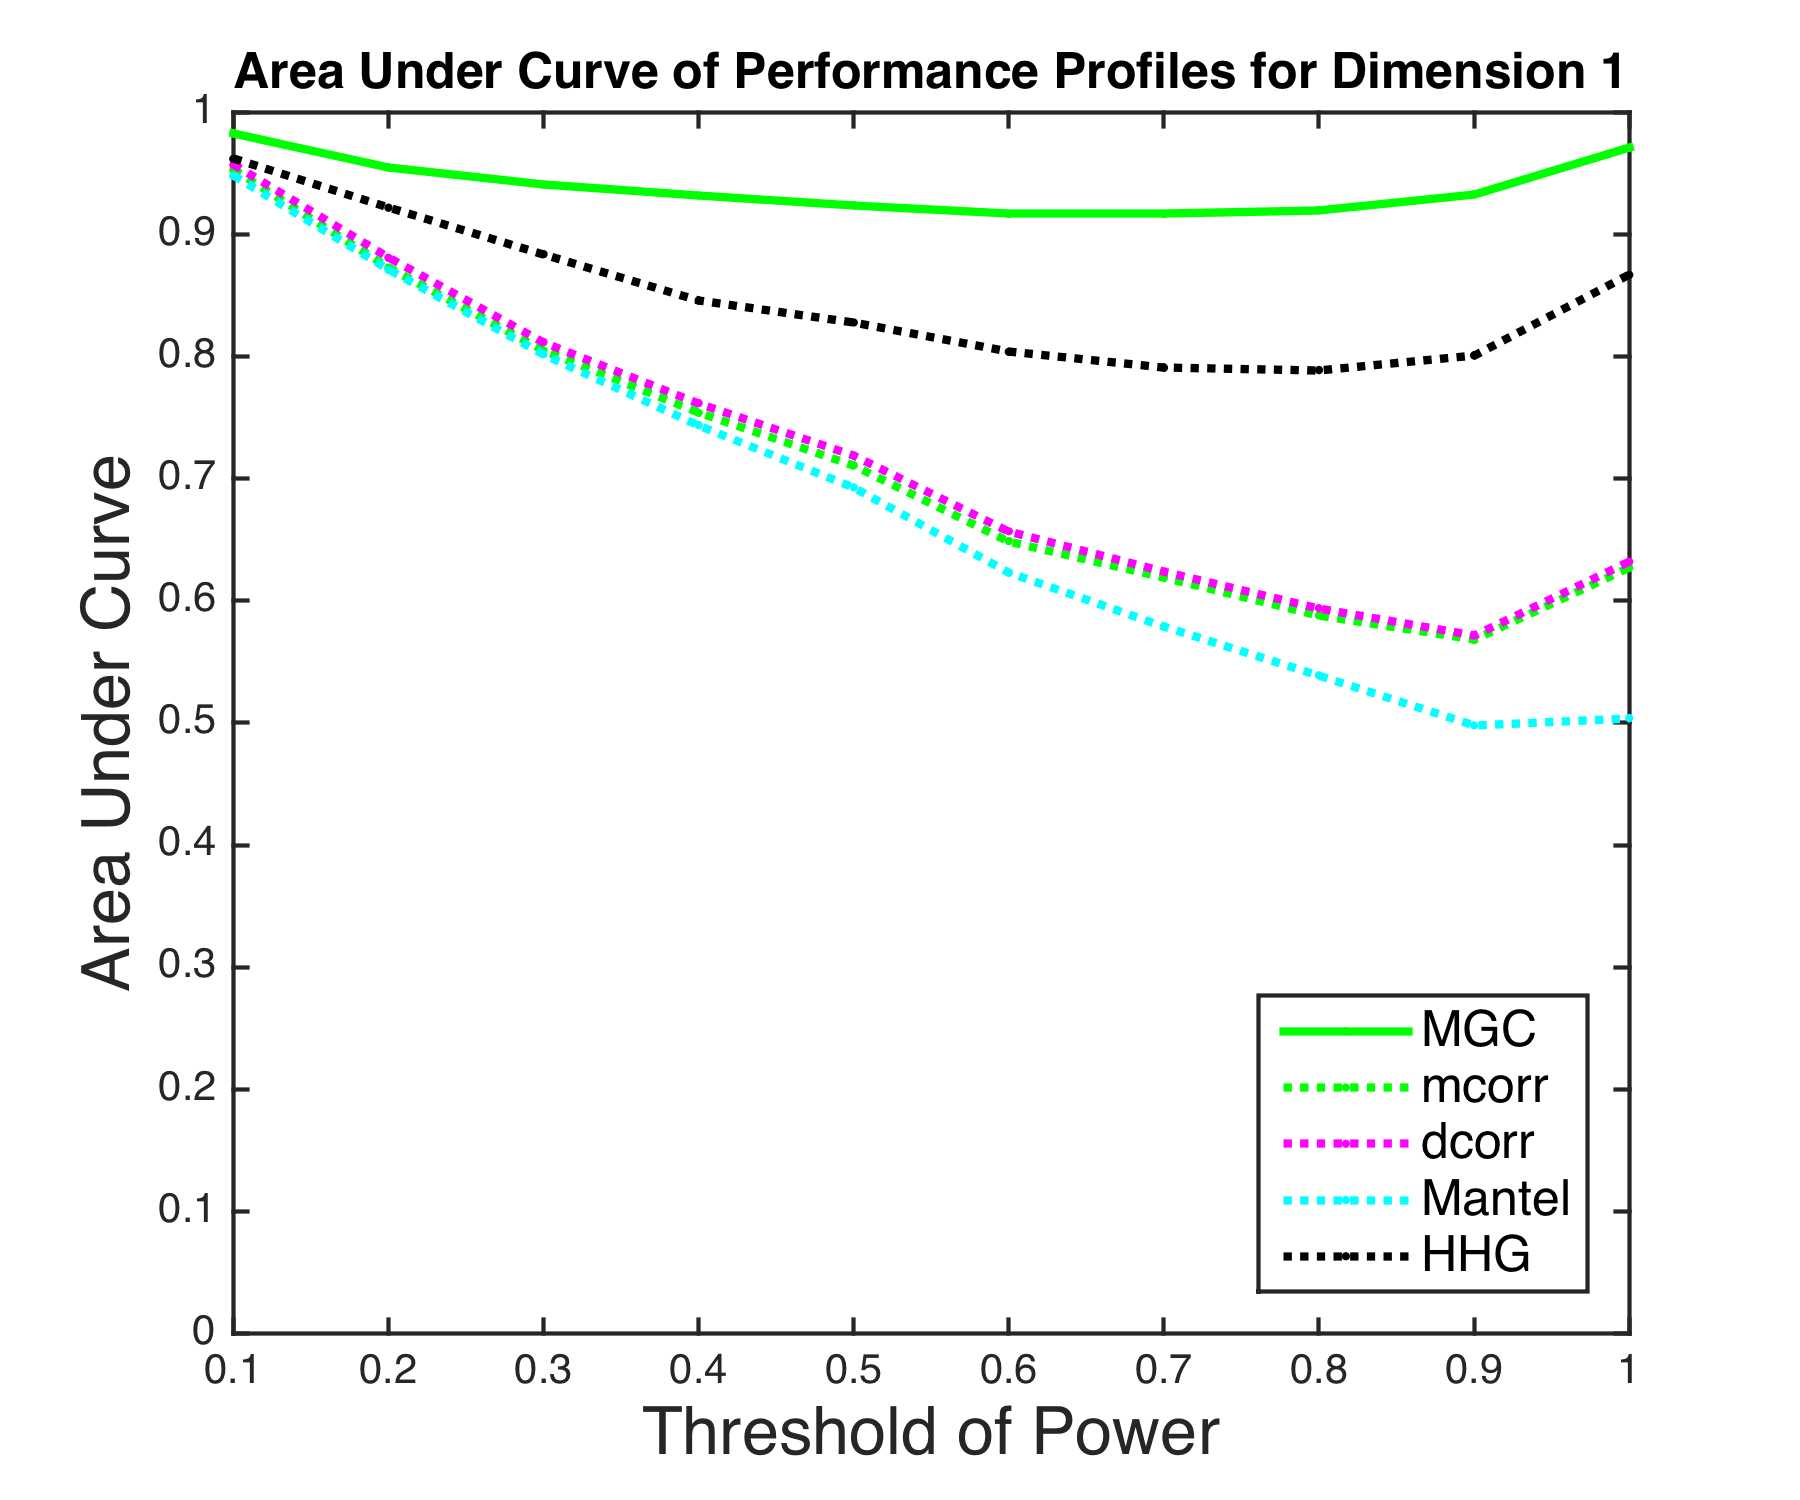 Area Under Curve of Performance Profiles for Dimension 1
Area Under Curve
1
0.9
0.8
0.7
0.6
0.5
0.4
0.3
0.2
0.1
0
0.1 0.2 0.3 0.4 0.5 0.6 0.7 0.8 0.9 1
Threshold of Power
MGC
mcorr
dcorr
Mantel
HHG